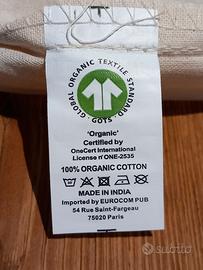 GLOBAL ORGANIC TEXTILE STANDARD
· GOTS ·
'Organic'
Certified by
OneCert International
License n°ONE-2535
100% ORGANIC COTTON
MADE IN INDIA
Imported by EUROCOM PUB
54 Rue Saint-Fargeau
75020 Paris
subito